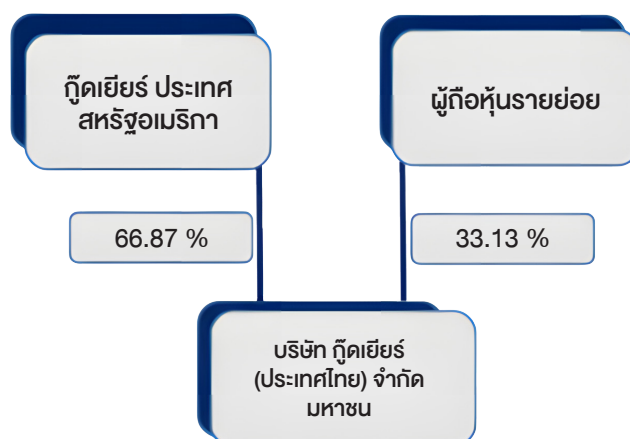 กู๊ดเยียร์ ประเทศ
สหรัฐอเมริกา
ผู้ถือหุ้นรายย่อย
66.87 %
33.13 %
บริษัท กู๊ดเยียร์
(ประเทศไทย) จำกัด
มหาชน